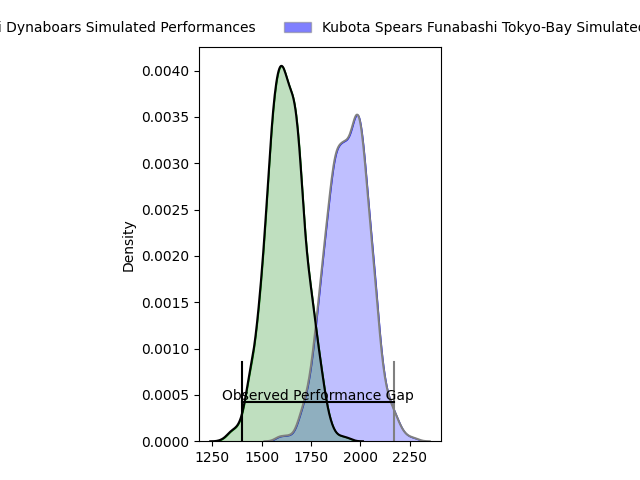 i Dynaboars Simulated Performances
Kubota Spears Funabashi Tokyo-Bay Simulated
0.0040
0.0035
0.0030
0.0025
0.0020
0.0015
0.0010
0.0005
0.0000
Density
Observed Performance Gap
1250 1500 1750 2000 2250